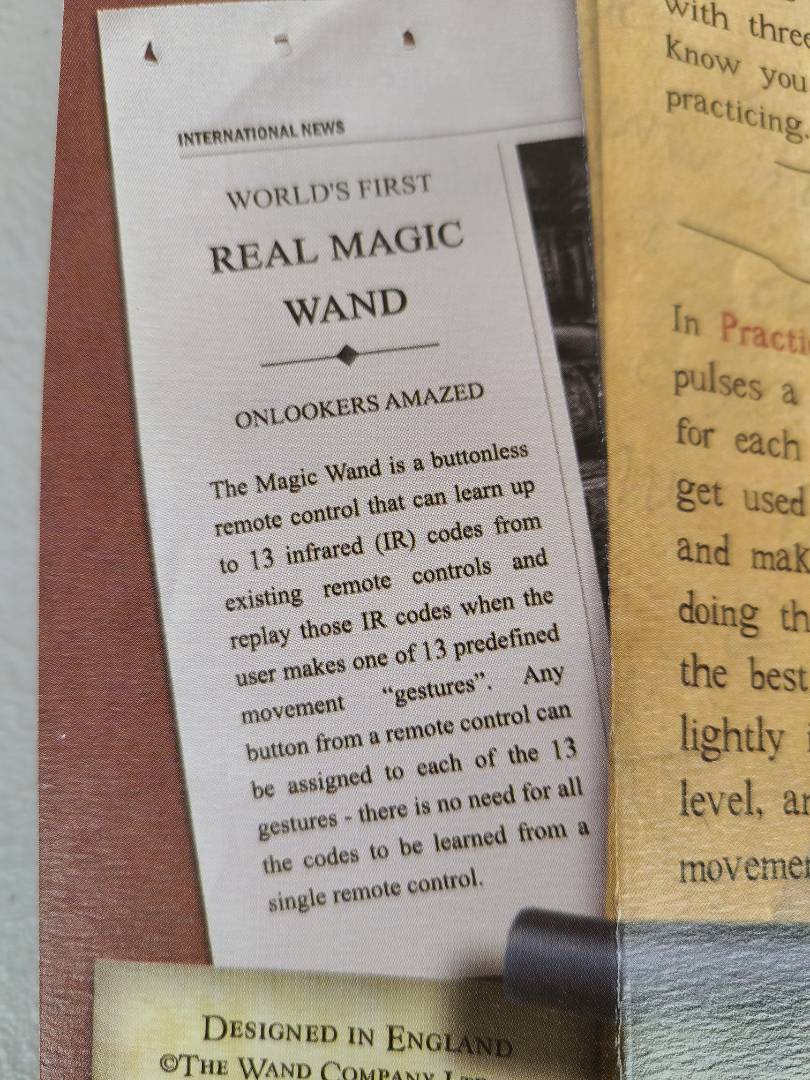 INTERNATIONAL NEWS
WORLD'S FIRST
REAL MAGIC
WAND
ONLOOKERS AMAZED
The Magic Wand is a buttonless
remote control that can learn up
to 13 infrared (IR) codes from
existing remote controls and
replay those IR codes when the
user makes one of 13 predefined
movement “gestures”. Any
button from a remote control can
be assigned to each of the 13
gestures - there is no need for all
the codes to be learned from a
single remote control.
DESIGNED IN ENGLAND
©THE WAND COMPANY
with three
know you
practicing.
In
pulses a
for each
get used
and
doing
the best
lightly
level,